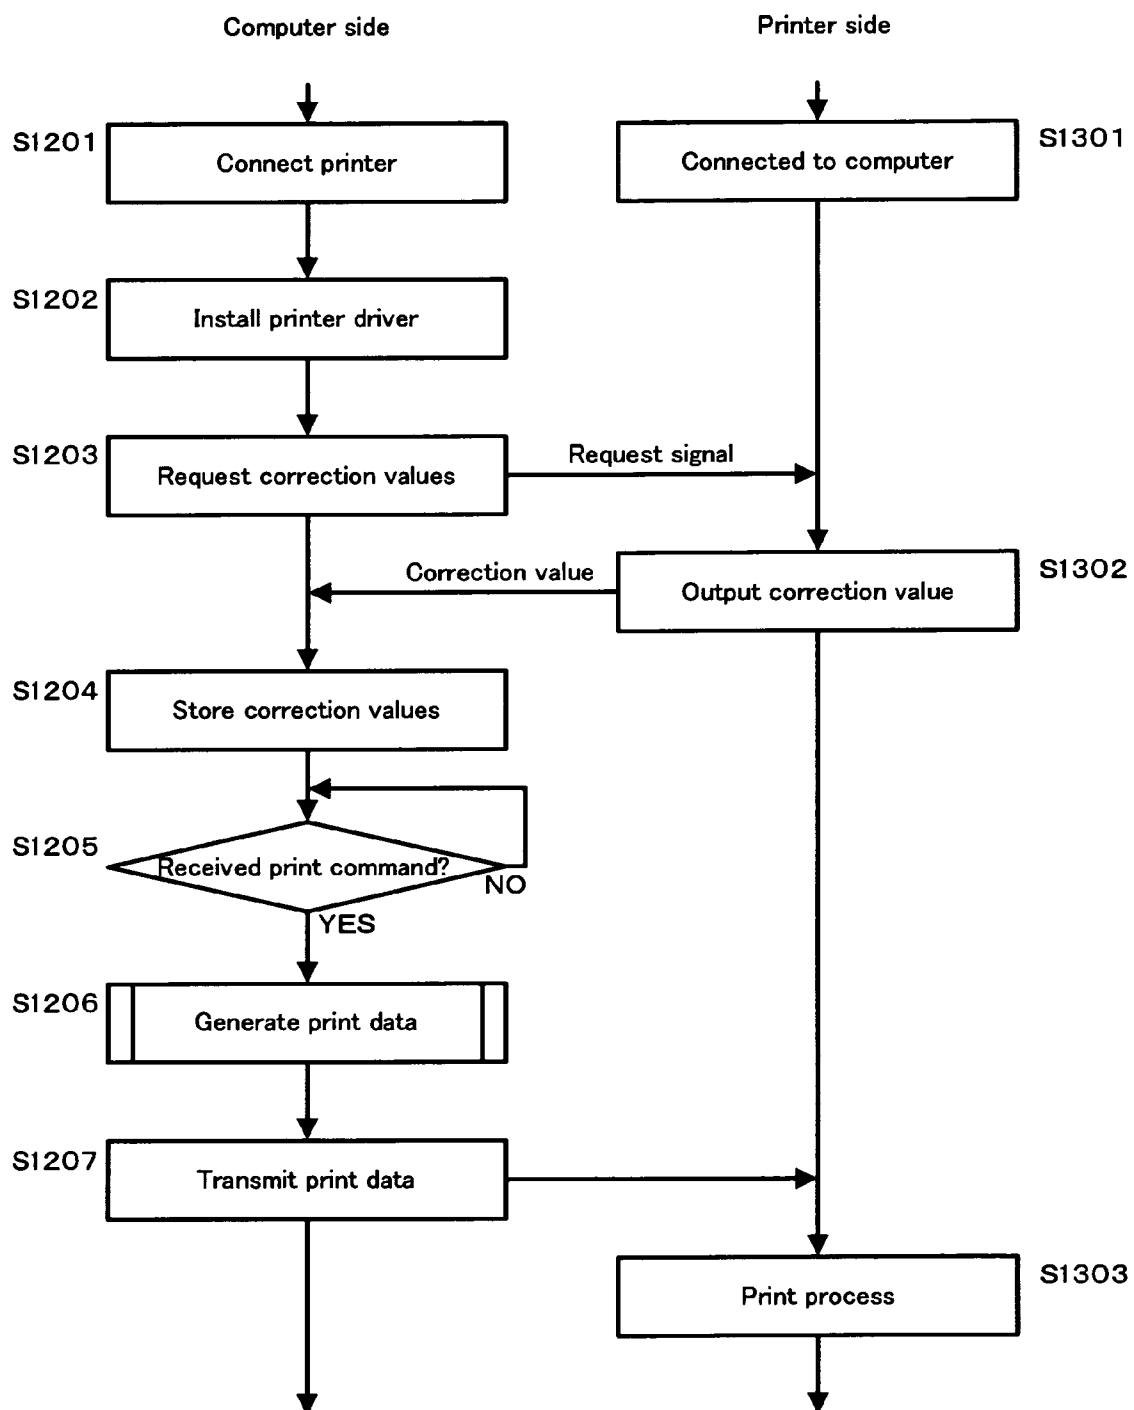 Computer side
Printer side
S1201
Connect printer
Connected to computer
S1301
S1202
Install printer driver
S1203
Request correction values
Request signal
Correction value
Output correction value
S1302
S1204
Store correction values
S1205
Received print command?
NO
YES
S1206
Generate print data
S1207
Transmit print data
Print process
S1303